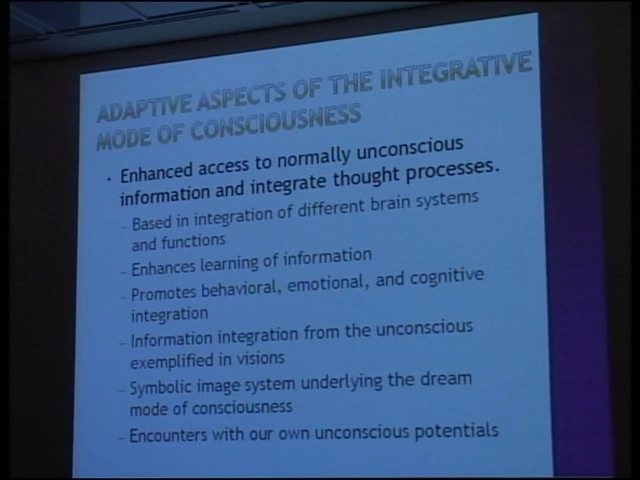 ADAPTIVE ASPECTS OF THE INTEGRATIVE
MODE OF CONSCIOUSNESS
• Enhanced access to normally unconscious
information and integrate thought processes.
– Based in integration of different brain systems
and functions
– Enhances learning of information
– Promotes behavioral, emotional, and cognitive
integration
– Information integration from the unconscious
exemplified in visions
– Symbolic image system underlying the dream
mode of consciousness
– Encounters with our own unconscious potentials